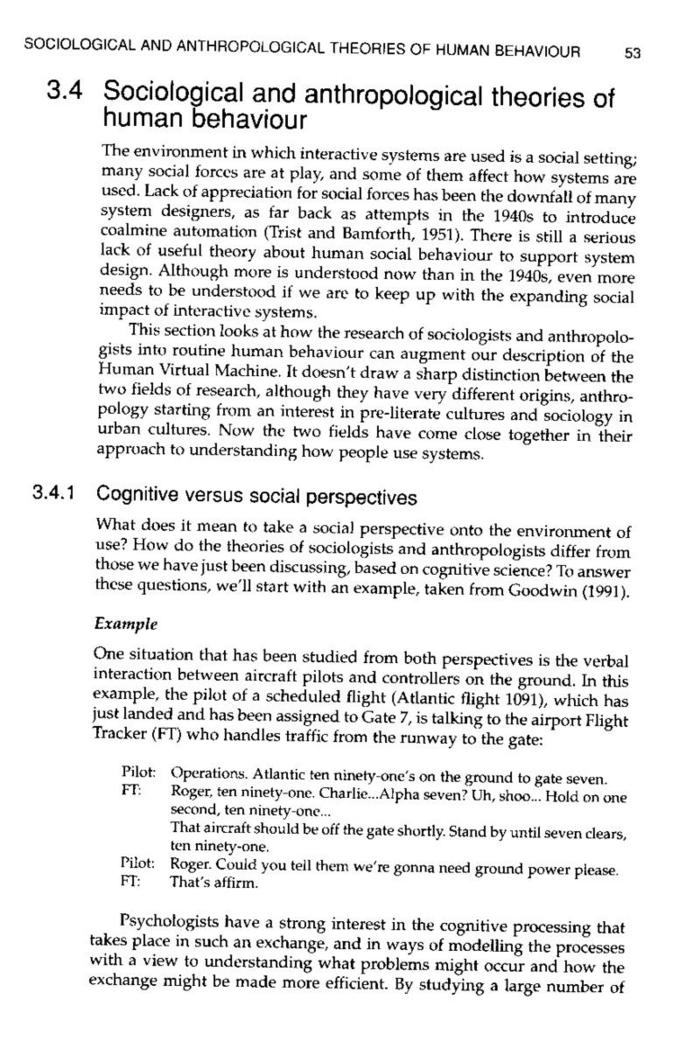 SOCIOLOGICAL AND ANTHROPOLOGICAL THEORIES OF HUMAN BEHAVIOUR 53
3.4 Sociological and anthropological theories of
human behaviour
The environment in which interactive systems are used is a social setting;
many social forces are at play, and some of them affect how systems are
used. Lack of appreciation for social forces has been the downfall of many
system designers, as far back as attempts in the 1940s to introduce
coalmine automation (Trist and Bamforth, 1951). There is still a serious
lack of useful theory about human social behaviour to support system
design. Although more is understood now than in the 1940s, even more
needs to be understood if we are to keep up with the expanding social
impact of interactive systems.
This section looks at how the research of sociologists and anthropolo-
gists into routine human behaviour can augment our description of the
Human Virtual Machine. It doesn't draw a sharp distinction between the
two fields of research, although they have very different origins, anthro-
pology starting from an interest in pre-literate cultures and sociology in
urban cultures. Now the two fields have come close together in their
approach to understanding how people use systems.
3.4.1 Cognitive versus social perspectives
What does it mean to take a social perspective onto the environment of
use? How do the theories of sociologists and anthropologists differ from
those we have just been discussing, based on cognitive science? To answer
these questions, we'll start with an example, taken from Goodwin (1991).
Example
One situation that has been studied from both perspectives is the verbal
interaction between aircraft pilots and controllers on the ground. In this
example, the pilot of a scheduled flight (Atlantic flight 1091), which has
just landed and has been assigned to Gate 7, is talking to the airport Flight
Tracker (FT) who handles traffic from the runway to the gate:
Pilot: Operations. Atlantic ten ninety-one's on the ground to gate seven.
FT: Roger, ten ninety-one. Charlie...Alpha seven? Uh, shoo... Hold on one
second, ten ninety-one...
That aircraft should be off the gate shortly. Stand by until seven clears,
ten ninety-one.
Pilot: Roger. Could you tell them we're gonna need ground power please.
FT: That's affirm.
Psychologists have a strong interest in the cognitive processing that
takes place in such an exchange, and in ways of modelling the processes
with a view to understanding what problems might occur and how the
exchange might be made more efficient. By studying a large number of